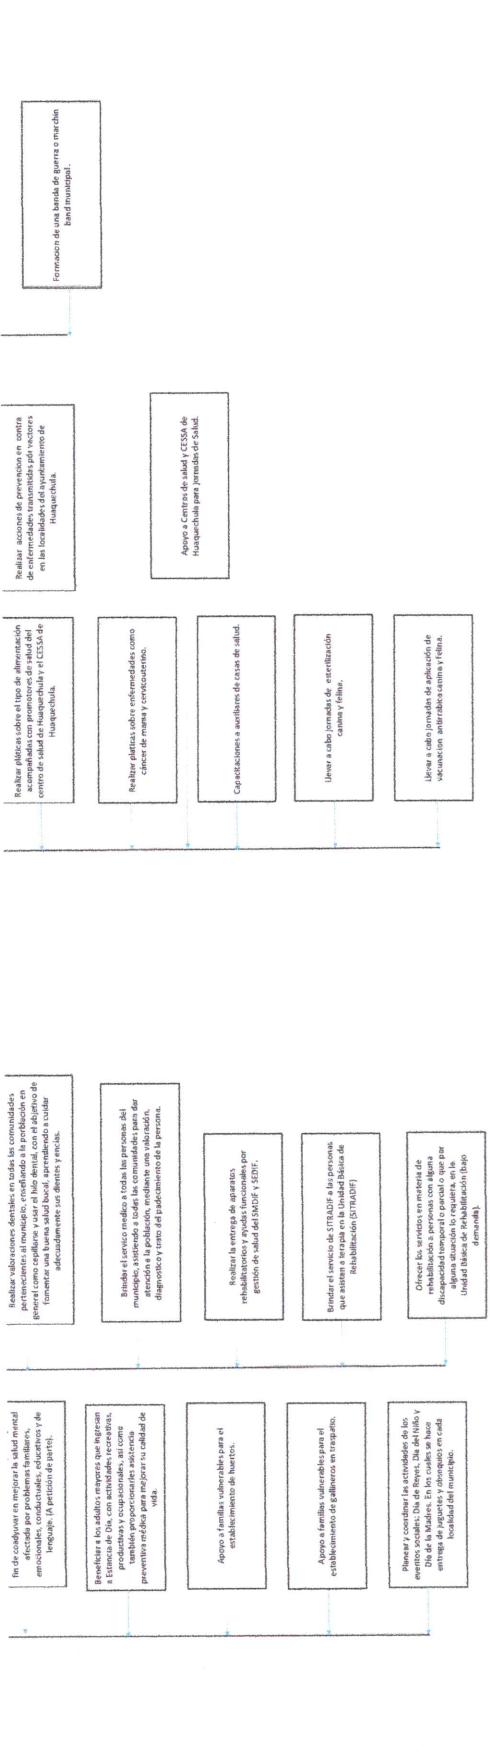 fin de coadyuvar en mejorar la salud mental
afectada por problemas familiares,
emocionales, conductuales, educativos y de
lenguaje. (A petición de parte).
Beneficiar a los adultos mayores que ingresan
a Estancia de Día, con actividades recreativas,
productivas y ocupacionales, así como
también proporcionarles asistencia
preventiva médica para mejorar su calidad de
vida.
Apoyo a familias vulnerables para el
establecimiento de huertos.
Apoyo a familias vulnerables para el
establecimiento de gallineros en traspatio.
Planear y coordinar las actividades de los
eventos sociales; Día de Reyes, Día del Niño y
Día de la Madres. En los cuales se hace
entrega de juguetes y obsequios en cada
localidad del municipio.
Realizar valoraciones dentales en todas las comunidades
pertenecientes al municipio, enseñando a la porblación en
general como cepillarse y usar el hilo dental, con el objetivo de
fomentar una buena salud bucal, aprendiendo a cuidar
adecuadamente sus dientes y encias.
Brindar el servico medico a todas las personas del
municipio, asistiendo a todas las comunidades para dar
atención a la población, mediante una valoración,
diagnostico y trato del padecimiento de la persona.
Realizar la entrega de aparatos
rehabilitatorios y ayudas funcionales por
gestión de salud del SMDIF y SEDIF.
Brindar el servicio de SITRADIF a las personas
que asisten a terapia en la Unidad Básica de
Rehabilitación (SITRADIF)
Ofrecer los servicios en materia de
rehabilitación a personas con alguna
discapacidad temporal o parcial o que por
alguna situación lo requiera, en la
Unidad Básica de Rehabilitación (bajo
demanda).
Realizar pláticas sobre el tipo de alimentación
acompañadas con promotores de salud del
centro de salud de Huaquechula y el CESSA de
Huaquechula.
Realizar platicas sobre enfermedades como
cáncer de mama y cervicouterino.
Capacitaciones a auxiliares de casas de salud.
Llevar a cabo jornadas de esterilización
canina y felina.
Llevar a cabo jornadas de aplicación de
vacunacion antirrabica canina y felina.
Realizar acciones de prevencion en contra
de enfermedades transmitidas por vectores
en las localidades del ayuntamiento de
Huaquechula.
Apoyo a Centros de salud y CESSA de
Huaquechula para jornadas de Salud.
Formacion de una banda de guerra o marchin
band municipal.